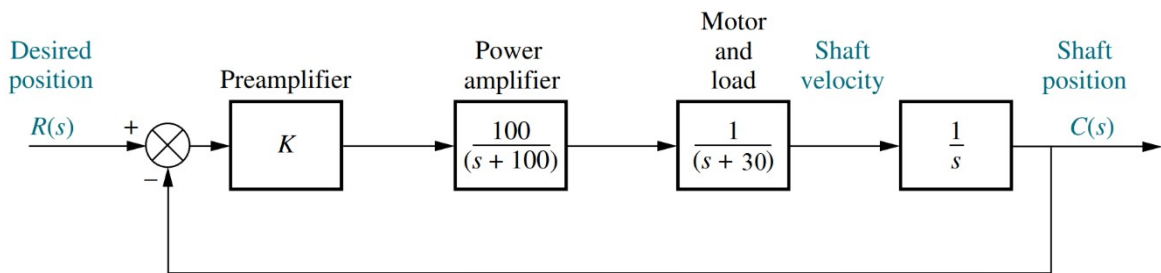 Desired
position
R(s)
+
−
Preamplifier
K
Power
amplifier
100
(s + 100)
Motor
and
load
1
(s + 30)
Shaft
velocity
1
s
Shaft
position
C(s)